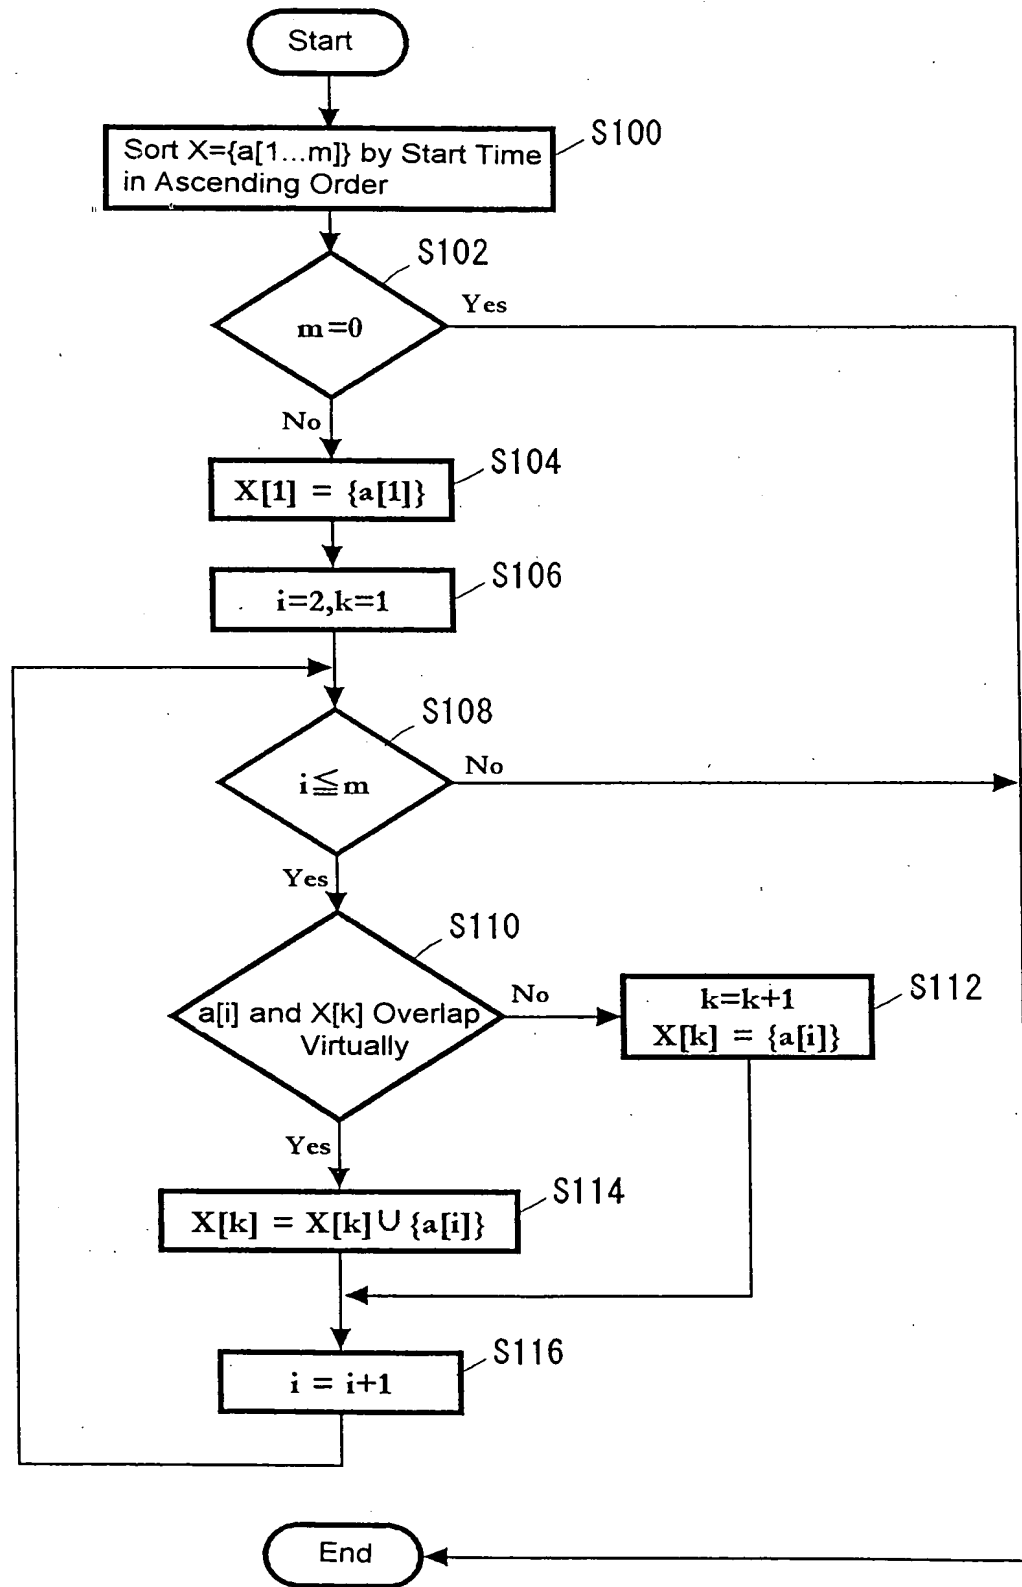 Start
S100
Sort X={a[1...m]} by Start Time
in Ascending Order
S102
Yes
m=0
No
S104
X[1] = {a[1]}
S106
i=2,k=1
S108
No
i≦m
Yes
S110
No
a[i] and X[k] Overlap
Virtually
S112
k=k+1
X[k] = {a[i]}
Yes
S114
X[k] = X[k]∪{a[i]}
S116
i = i+1
End